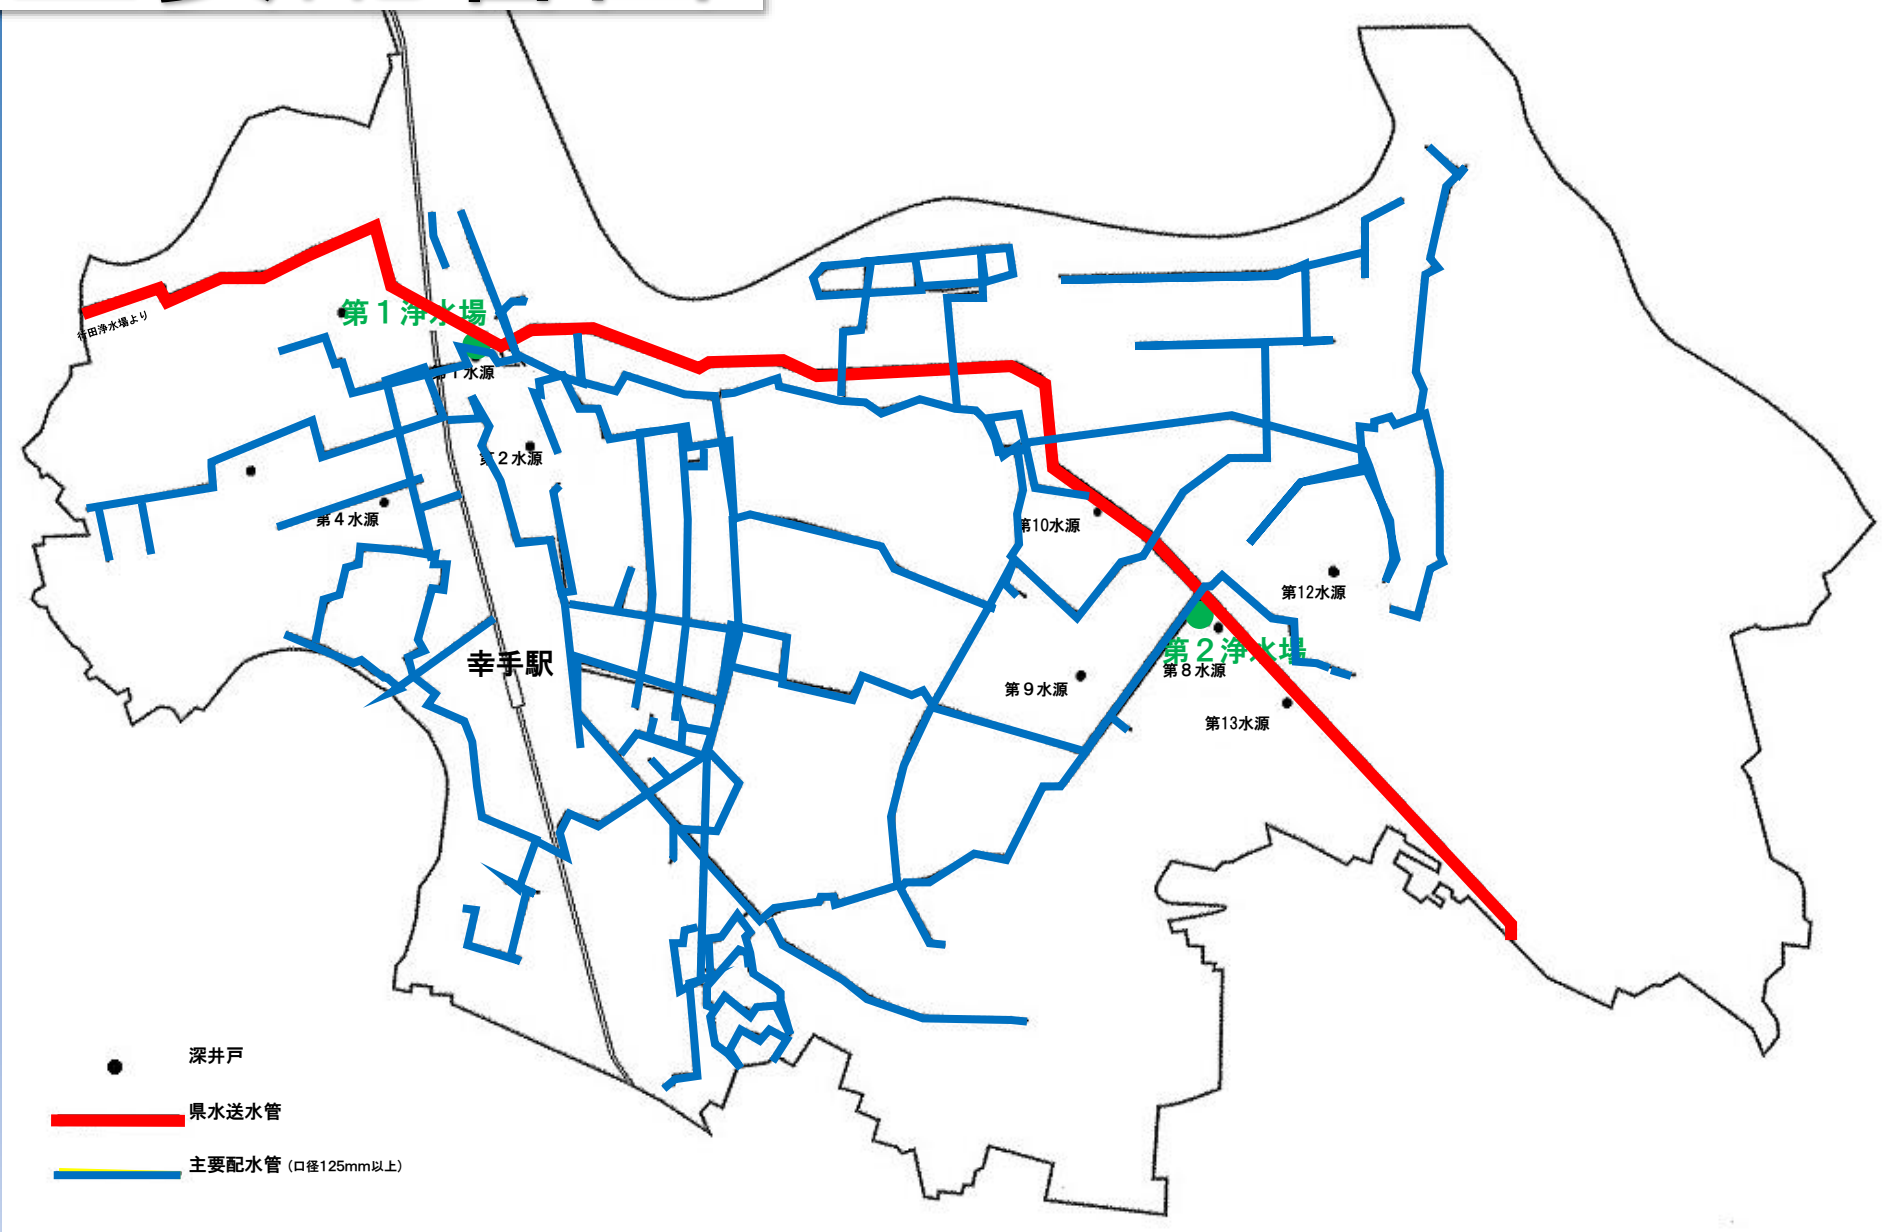 第１浄水場
行田浄水場より
第１水源
第２水源
第４水源
第10水源
第12水源
第２浄水場
幸手駅
第８水源
第９水源
第13水源
深井戸
県水送水管
主要配水管（口径125mm以上）